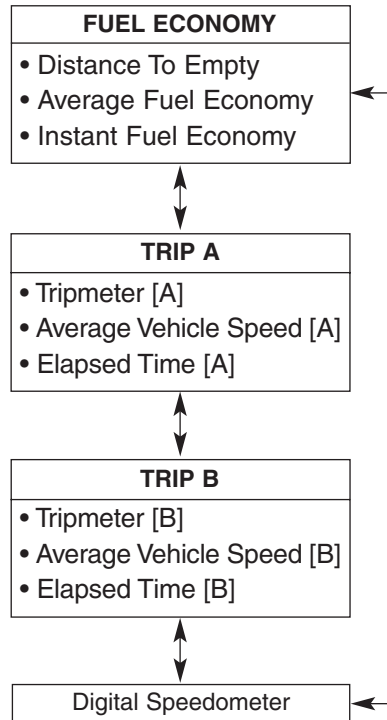 FUEL ECONOMY
• Distance To Empty
• Average Fuel Economy
• Instant Fuel Economy
TRIP A
• Tripmeter [A]
• Average Vehicle Speed [A]
• Elapsed Time [A]
TRIP B
• Tripmeter [B]
• Average Vehicle Speed [B]
• Elapsed Time [B]
Digital Speedometer